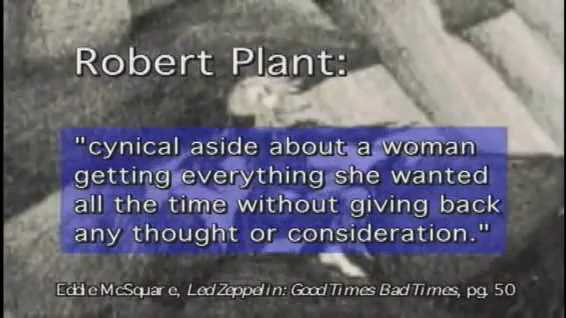 Robert Plant:
"cynical aside about a woman
getting everything she wanted
all the time without giving back
any thought or consideration."
Eddie McSquare, Led Zeppelin: Good Times Bad Times, pg. 50